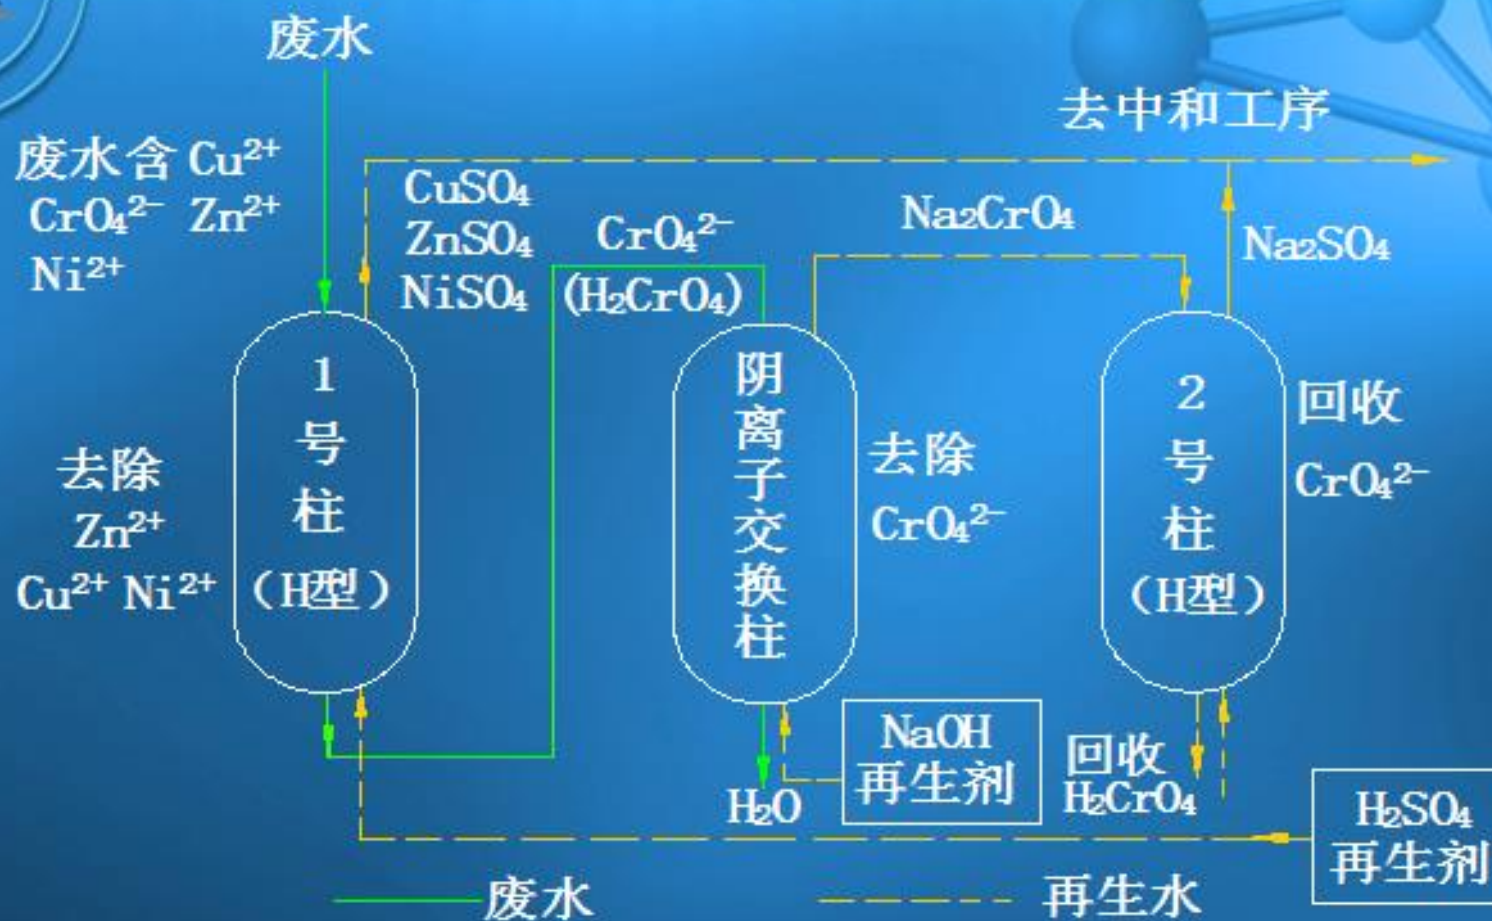 废水
去中和工序
废水含 Cu²⁺
CrO₄²⁻ Zn²⁺
Ni²⁺
CuSO₄
ZnSO₄
NiSO₄
CrO₄²⁻
(H₂CrO₄)
Na₂CrO₄
Na₂SO₄
1号柱
（H型）
去除
Zn²⁺
Cu²⁺ Ni²⁺
阴离子交换柱
去除
CrO₄²⁻
2号柱
（H型）
回收
CrO₄²⁻
NaOH
再生剂
H₂O
回收
H₂CrO₄
H₂SO₄
再生剂
废水
再生水